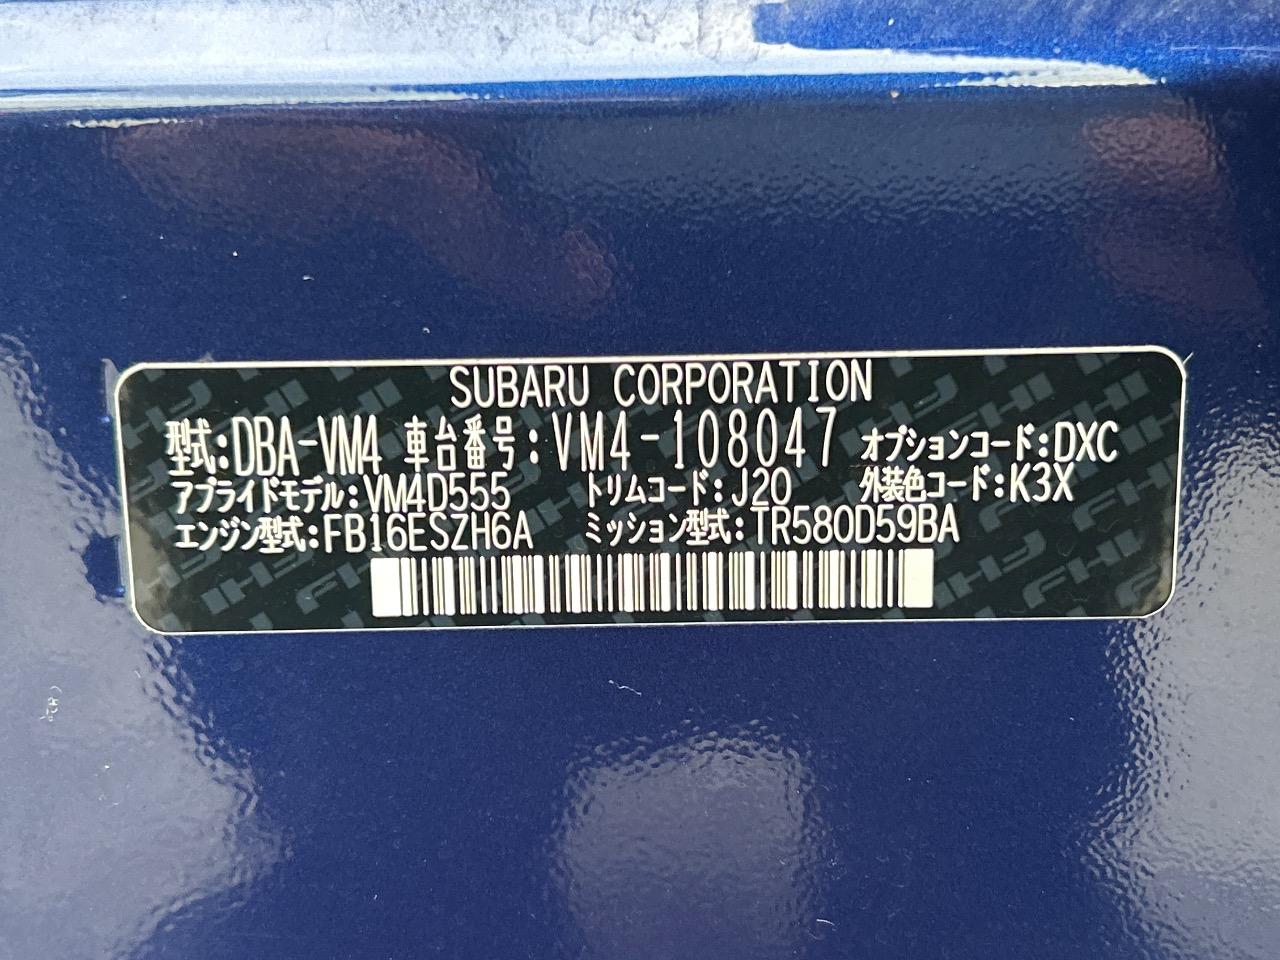 SUBARU CORPORATION
型式:DBA-VM4 車台番号:VM4-108047 オプションコード:DXC
アプライドモデル:VM4D555 トリムコード:J20 外装色コード:K3X
エンジン型式:FB16ESZH6A ミッション型式:TR580D59BA